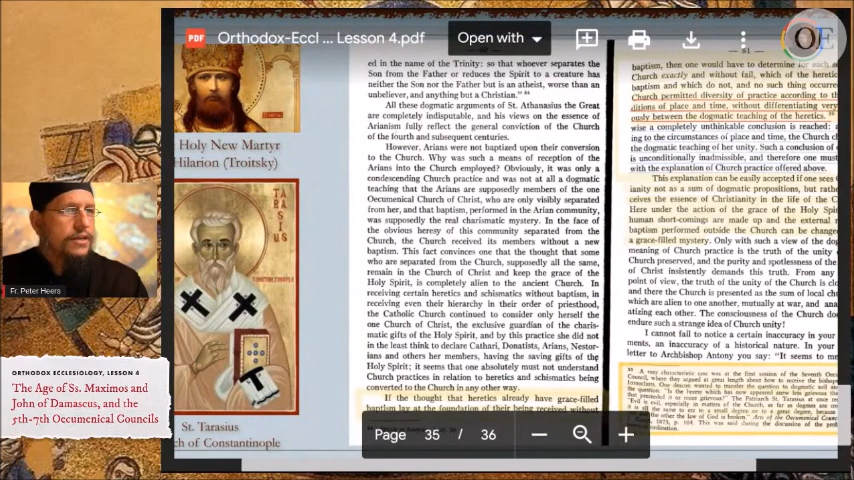 PDF
Orthodox-Eccl ... Lesson 4.pdf
Open with
OE
Holy New Martyr
Hilarion (Troitsky)
ΤΑΡΑΣΙΟΣ
St. Tarasius
ch of Constantinople
Fr. Peter Heers
ORTHODOX ECCLESIOLOGY, LESSON 4
The Age of Ss. Maximos and
John of Damascus, and the
5th-7th Oecumenical Councils
ed in the name of the Trinity: so that whoever separates the
Son from the Father or reduces the Spirit to a creature has
neither the Son nor the Father but is an atheist, worse than an
unbeliever, and anything but a Christian."
All these dogmatic arguments of St. Athanasius the Great
are completely indisputable, and his views on the essence of
Arianism fully reflect the general conviction of the Church
of the fourth and subsequent centuries.
However, Arians were not baptized upon their conversion
to the Church. Why was such a means of reception of the
Arians into the Church employed? Obviously, it was only a
condescending Church practice and was not at all a dogmatic
teaching that the Arians are supposedly members of the one
Oecumenical Church of Christ, who are only visibly separated
from her, and that baptism, performed in the Arian community,
was supposedly the real charismatic mystery. In the face of
the obvious heresy of this community separated from the
Church, the Church received its members without a new
baptism. This fact convinces one that the thought that some
who are separated from the Church, supposedly all the same,
remain in the Church of Christ and keep the grace of the
Holy Spirit, is completely alien to the ancient Church. In
receiving certain heretics and schismatics without baptism, in
receiving even their hierarchy in their order of priesthood,
the Catholic Church continued to consider only herself the
one Church of Christ, the exclusive guardian of the charis-
matic gifts of the Holy Spirit, and by this practice she did not
in the least think to declare Cathari, Donatists, Arians, Nestor-
ians and others her members, having the saving gifts of the
Holy Spirit; it seems that one absolutely must not understand
Church practices in relation to heretics and schismatics being
converted to the Church in any other way.
If the thought that heretics already have grace-filled
baptism lay at the foundation of their being received without
81
baptism, then one would have to determine for each se
Church exactly and without fail, which of the heretic
baptism and which do not, and no such thing occurred
Church permitted diversity of practice according to th
ditions of place and time, without differentiating very
ously between the dogmatic teaching of the heretics.
wise a completely unthinkable conclusion is reached:
ing to the circumstances of place and time, the Church ch
the dogmatic teaching of her unity. Such a conclusion of
is unconditionally inadmissible, and therefore one must
with the explanation of Church practice offered above.
This explanation can be easily accepted if one sees
ianity not as a sum of dogmatic propositions, but rathe
ceives the essence of Christianity in the life of the C
Here under the action of the grace of the Holy Spir
human short-comings are made up and the external r
baptism performed outside the Church can be changed
a grace-filled mystery. Only with such a view of the dog
meaning of Church practice is the truth of the unity
Church preserved, and the purity and spotlessness of the
of Christ insistently demands this truth. From any
point of view, the truth of the unity of the Church is clo
and there the Church is presented as the sum of local ch
which are alien to one another, mutually at war, and ana
atizing each other. The consciousness of the Church do
endure such a strange idea of Church unity!
I cannot fail to notice a certain inaccuracy in your
ments, an inaccuracy of a historical nature. In your
letter to Archbishop Antony you say: "It seems to me
Page 35 / 36